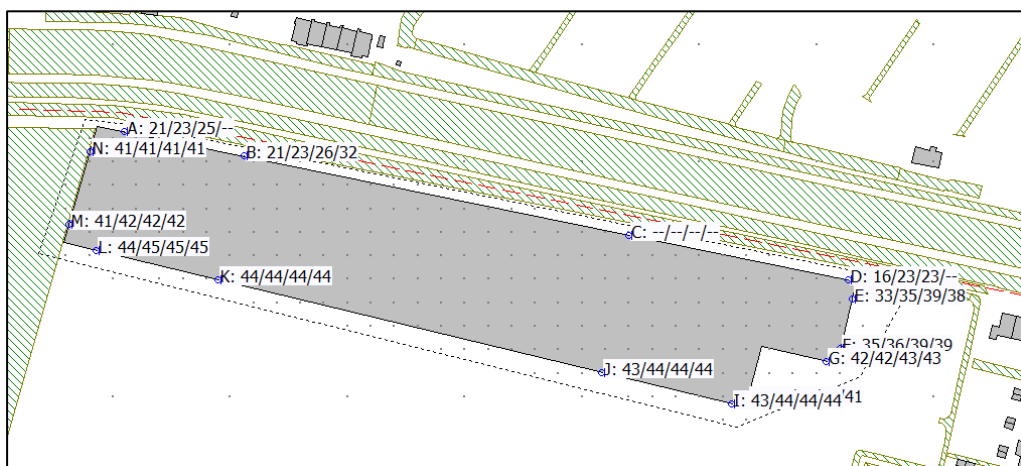 A: 21/23/25/--
N: 41/41/41/41
B: 21/23/26/32
M: 41/42/42/42
C: --/--/--/--
L: 44/45/45/45
K: 44/44/44/44
D: 16/23/23/--
E: 33/35/39/38
F: 35/36/39/39
G: 42/42/43/43
J: 43/44/44/44
I: 43/44/44/44
41